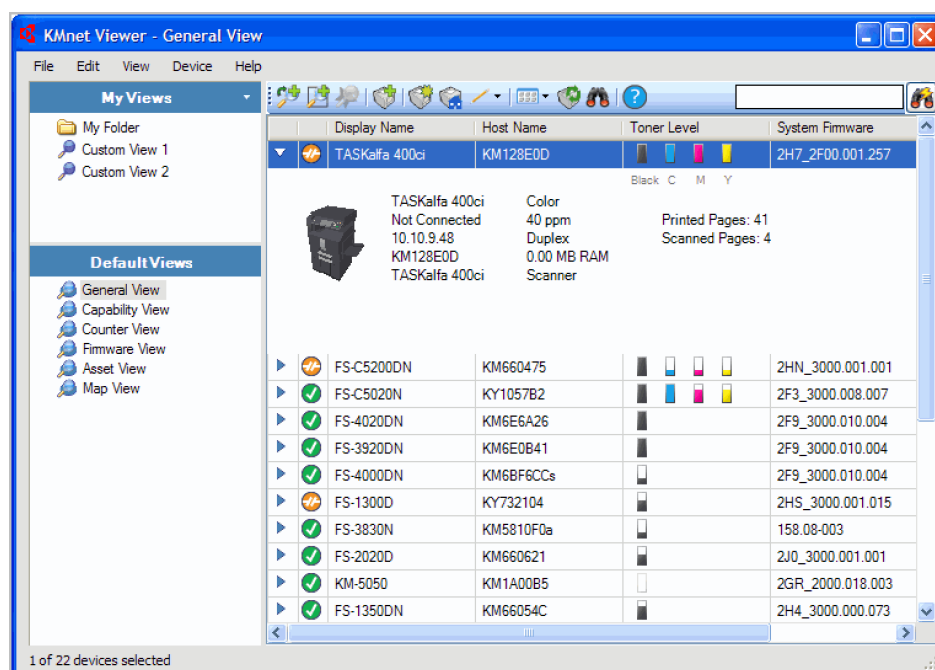 KMnet Viewer - General View
File Edit View Device Help
My Views
My Folder
Custom View 1
Custom View 2
Default Views
General View
Capability View
Counter View
Firmware View
Asset View
Map View
Display Name Host Name Toner Level System Firmware
TASKalfa 400ci KM128E0D 2H7_2F00.001.257
Black C M Y
TASKalfa 400ci Color
Not Connected 40 ppm Printed Pages: 41
10.10.9.48 Duplex Scanned Pages: 4
KM128E0D 0.00 MB RAM
TASKalfa 400ci Scanner
FS-C5200DN KM660475 2HN_3000.001.001
FS-C5020N KY1057B2 2F3_3000.008.007
FS-4020DN KM6E6A26 2F9_3000.010.004
FS-3920DN KM6E0B41 2F9_3000.010.004
FS-4000DN KM6BF6CCs 2F9_3000.010.004
FS-1300D KY732104 2HS_3000.001.015
FS-3830N KM5810F0a 158.08-003
FS-2020D KM660621 2J0_3000.001.001
KM-5050 KM1A00B5 2GR_2000.018.003
FS-1350DN KM66054C 2H4_3000.000.073
1 of 22 devices selected